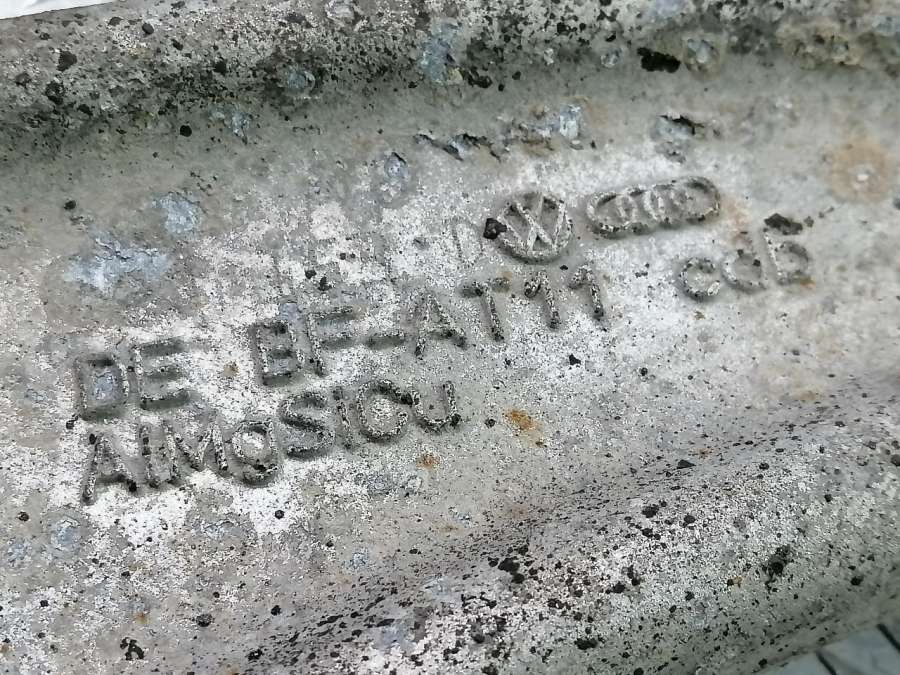 cdb
DE BF-AT11
AlMgSiCu